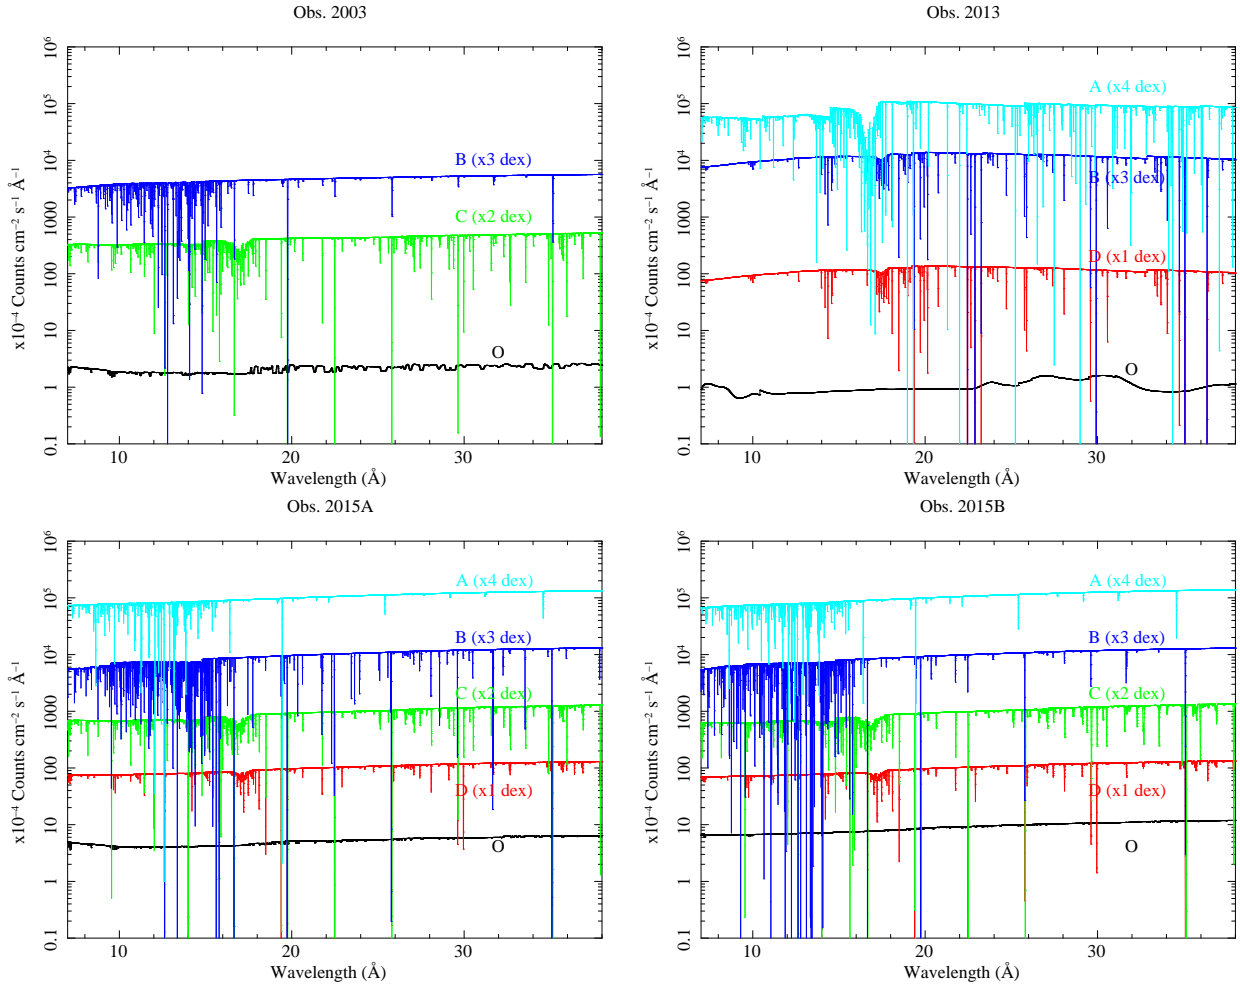 Obs. 2003
10⁶
10⁵
10⁴
1000
100
10
1
0.1
x10⁻⁴ Counts cm⁻² s⁻¹ Å⁻¹
B (x3 dex)
C (x2 dex)
O
10 20 30
Wavelength (Å)
Obs. 2013
10⁶
10⁵
10⁴
1000
100
10
1
0.1
x10⁻⁴ Counts cm⁻² s⁻¹ Å⁻¹
A (x4 dex)
B (x3 dex)
D (x1 dex)
O
10 20 30
Wavelength (Å)
Obs. 2015A
10⁶
10⁵
10⁴
1000
100
10
1
0.1
x10⁻⁴ Counts cm⁻² s⁻¹ Å⁻¹
A (x4 dex)
B (x3 dex)
C (x2 dex)
D (x1 dex)
O
10 20 30
Wavelength (Å)
Obs. 2015B
10⁶
10⁵
10⁴
1000
100
10
1
0.1
x10⁻⁴ Counts cm⁻² s⁻¹ Å⁻¹
A (x4 dex)
B (x3 dex)
C (x2 dex)
D (x1 dex)
O
10 20 30
Wavelength (Å)